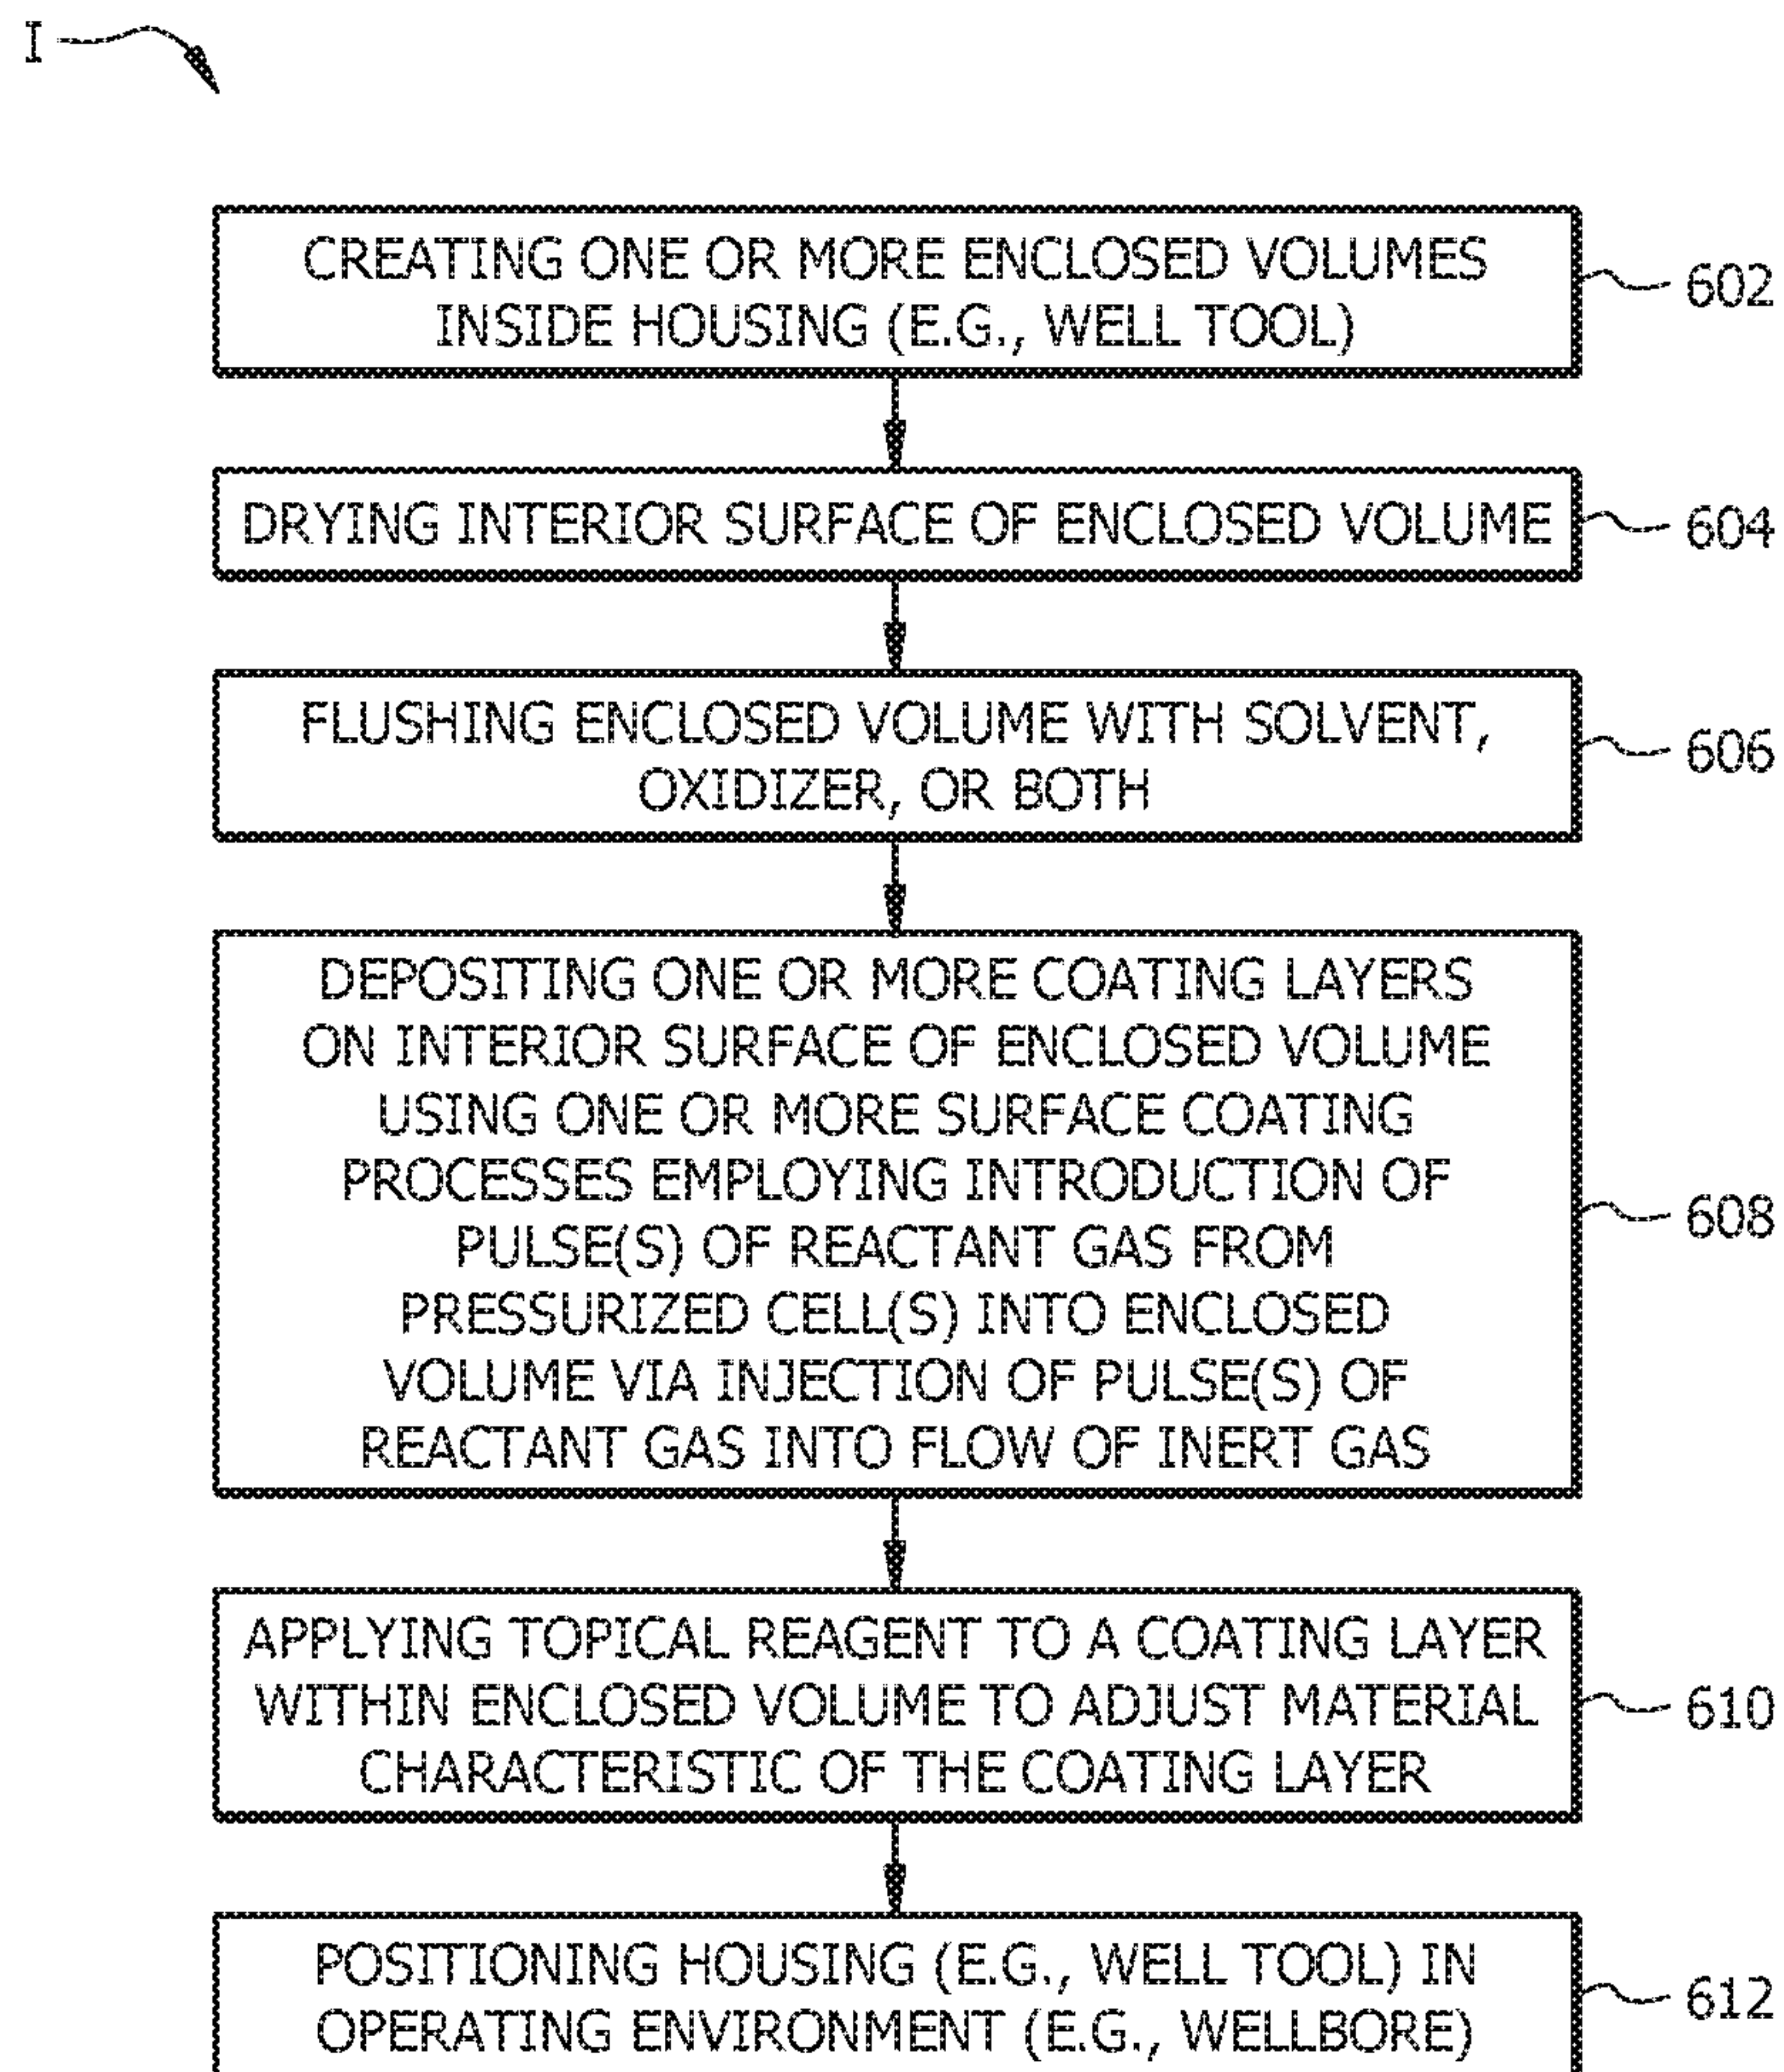 I
CREATING ONE OR MORE ENCLOSED VOLUMES
INSIDE HOUSING (E.G., WELL TOOL)
602
DRYING INTERIOR SURFACE OF ENCLOSED VOLUME
604
FLUSHING ENCLOSED VOLUME WITH SOLVENT,
OXIDIZER, OR BOTH
606
DEPOSITING ONE OR MORE COATING LAYERS
ON INTERIOR SURFACE OF ENCLOSED VOLUME
USING ONE OR MORE SURFACE COATING
PROCESSES EMPLOYING INTRODUCTION OF
PULSE(S) OF REACTANT GAS FROM
PRESSURIZED CELL(S) INTO ENCLOSED
VOLUME VIA INJECTION OF PULSE(S) OF
REACTANT GAS INTO FLOW OF INERT GAS
608
APPLYING TOPICAL REAGENT TO A COATING LAYER
WITHIN ENCLOSED VOLUME TO ADJUST MATERIAL
CHARACTERISTIC OF THE COATING LAYER
610
POSITIONING HOUSING (E.G., WELL TOOL) IN
OPERATING ENVIRONMENT (E.G., WELLBORE)
612